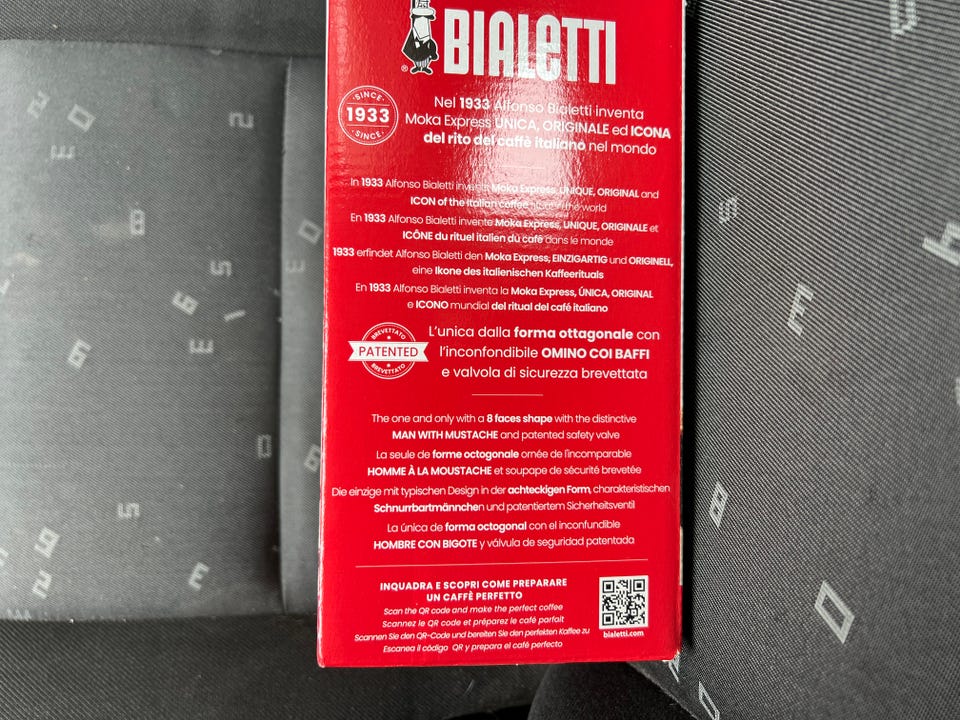 BIALETTI
SINCE
1933
SINCE
Nel 1933 Alfonso Bialetti inventa
Moka Express UNICA, ORIGINALE ed ICONA
del rito del caffè italiano nel mondo
In 1933 Alfonso Bialetti invents Moka Express, UNIQUE, ORIGINAL and
ICON of the Italian coffee in the world
En 1933 Alfonso Bialetti invente Moka Express, UNIQUE, ORIGINALE et
ICÔNE du rituel italien du café dans le monde
1933 erfindet Alfonso Bialetti den Moka Express, EINZIGARTIG und ORIGINELL,
eine Ikone des italienischen Kaffeerituals
En 1933 Alfonso Bialetti inventa la Moka Express, ÚNICA, ORIGINAL
e ICONO mundial del ritual del café italiano
BREVETTATO
PATENTED
BREVETTATO
L'unica dalla forma ottagonale con
l'inconfondibile OMINO COI BAFFI
e valvola di sicurezza brevettata
The one and only with a 8 faces shape with the distinctive
MAN WITH MUSTACHE and patented safety valve
La seule de forme octogonale ornée de l'incomparable
HOMME À LA MOUSTACHE et soupape de sécurité brevetée
Die einzige mit typischen Design in der achteckigen Form, charakteristischen
Schnurrbartmännchen und patentiertem Sicherheitsventil
La única de forma octogonal con el inconfundible
HOMBRE CON BIGOTE y válvula de seguridad patentada
INQUADRA E SCOPRI COME PREPARARE
UN CAFFÈ PERFETTO
Scan the QR code and make the perfect coffee
Scannez le QR code et préparez le café parfait
Scannen Sie den QR-Code und bereiten Sie den perfekten Kaffee zu
Escanea il código QR y prepara el café perfecto
bialetti.com